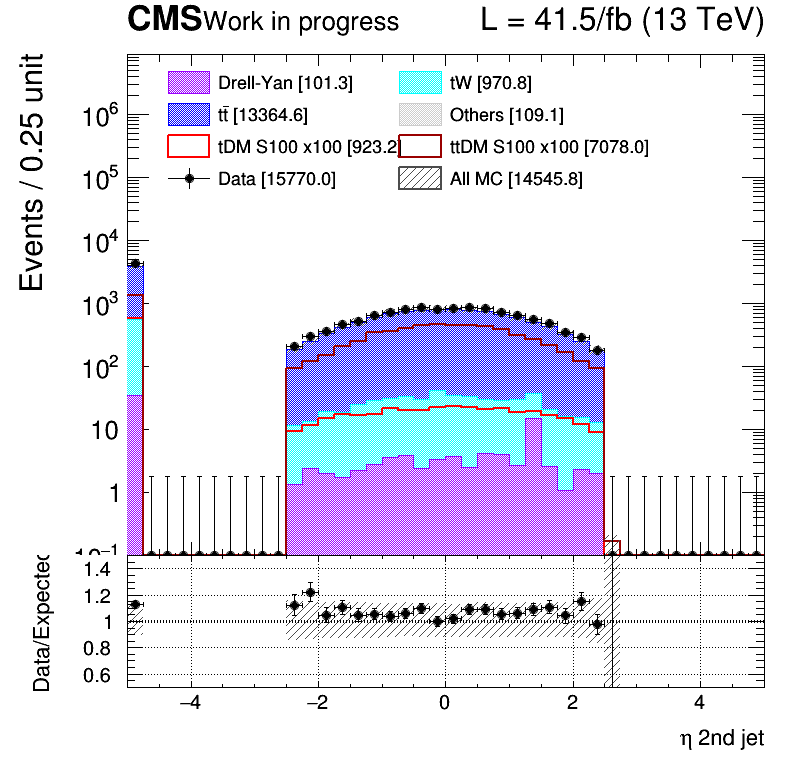 CMS Work in progress L = 41.5/fb (13 TeV)
Events / 0.25 unit
Drell-Yan [101.3] tW [970.8]
tt̄ [13364.6] Others [109.1]
tDM S100 x100 [923.2] ttDM S100 x100 [7078.0]
Data [15770.0] All MC [14545.8]
10⁶
10⁵
10⁴
10³
10²
10
1
10⁻¹
Data/Expected
1.4
1.2
1
0.8
0.6
−4 −2 0 2 4
η 2nd jet